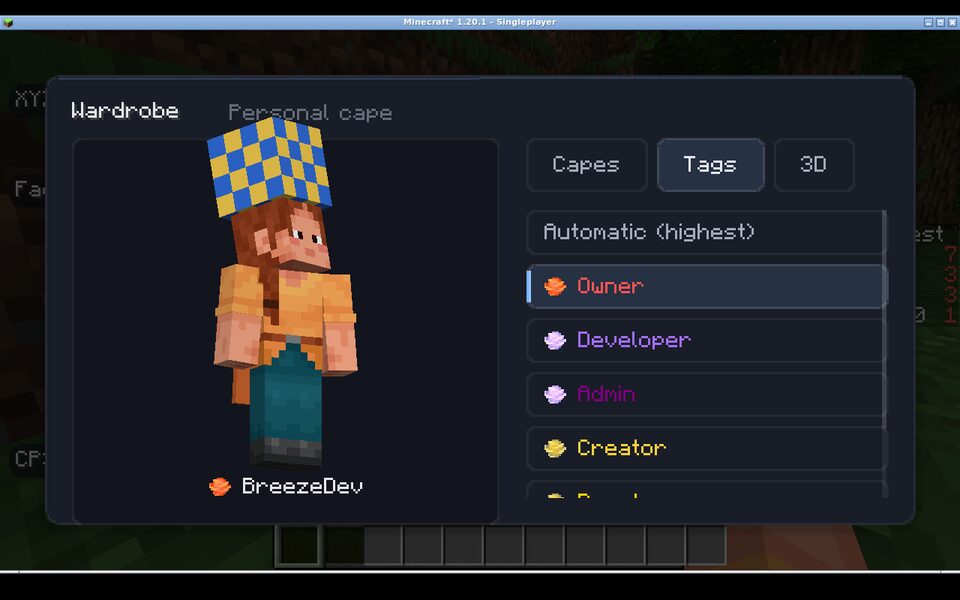 Minecraft* 1.20.1 - Singleplayer
Wardrobe
Personal cape
Capes
Tags
3D
Automatic (highest)
Owner
Developer
Admin
Creator
BreezeDev